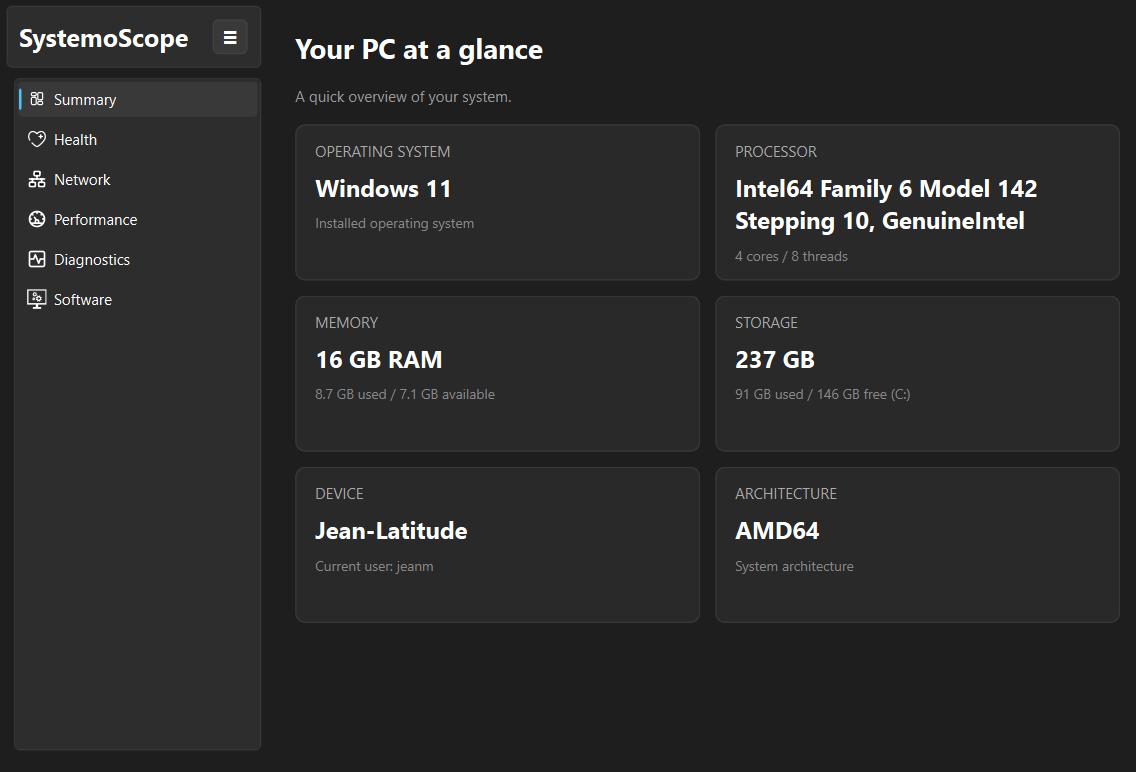 SystemoScope
Summary
Health
Network
Performance
Diagnostics
Software
Your PC at a glance
A quick overview of your system.
OPERATING SYSTEM
Windows 11
Installed operating system
PROCESSOR
Intel64 Family 6 Model 142
Stepping 10, GenuineIntel
4 cores / 8 threads
MEMORY
16 GB RAM
8.7 GB used / 7.1 GB available
STORAGE
237 GB
91 GB used / 146 GB free (C:)
DEVICE
Jean-Latitude
Current user: jeanm
ARCHITECTURE
AMD64
System architecture